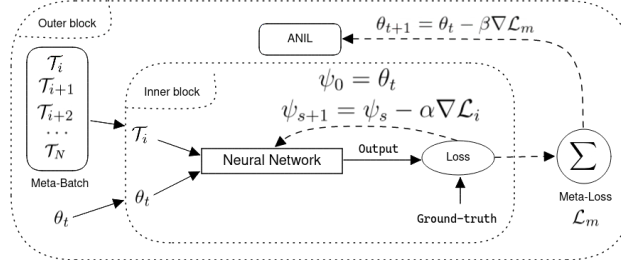 Outer block
ANIL
θ_{t+1} = θ_t − β∇ℒ_m
𝒯_i
𝒯_{i+1}
𝒯_{i+2}
⋯
𝒯_N
Meta-Batch
Inner block
ψ_0 = θ_t
ψ_{s+1} = ψ_s − α∇ℒ_i
𝒯_i
Neural Network
Output
Loss
∑
θ_t
θ_t
Ground-truth
Meta-Loss
ℒ_m